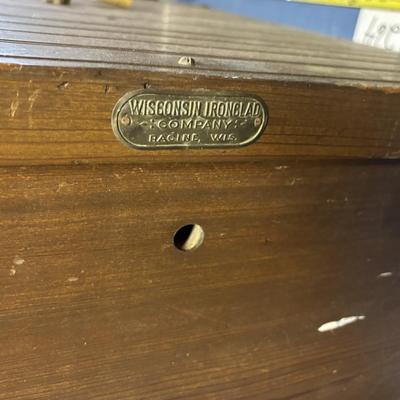 WISCONSIN IRONCLAD
COMPANY
RACINE, WIS.